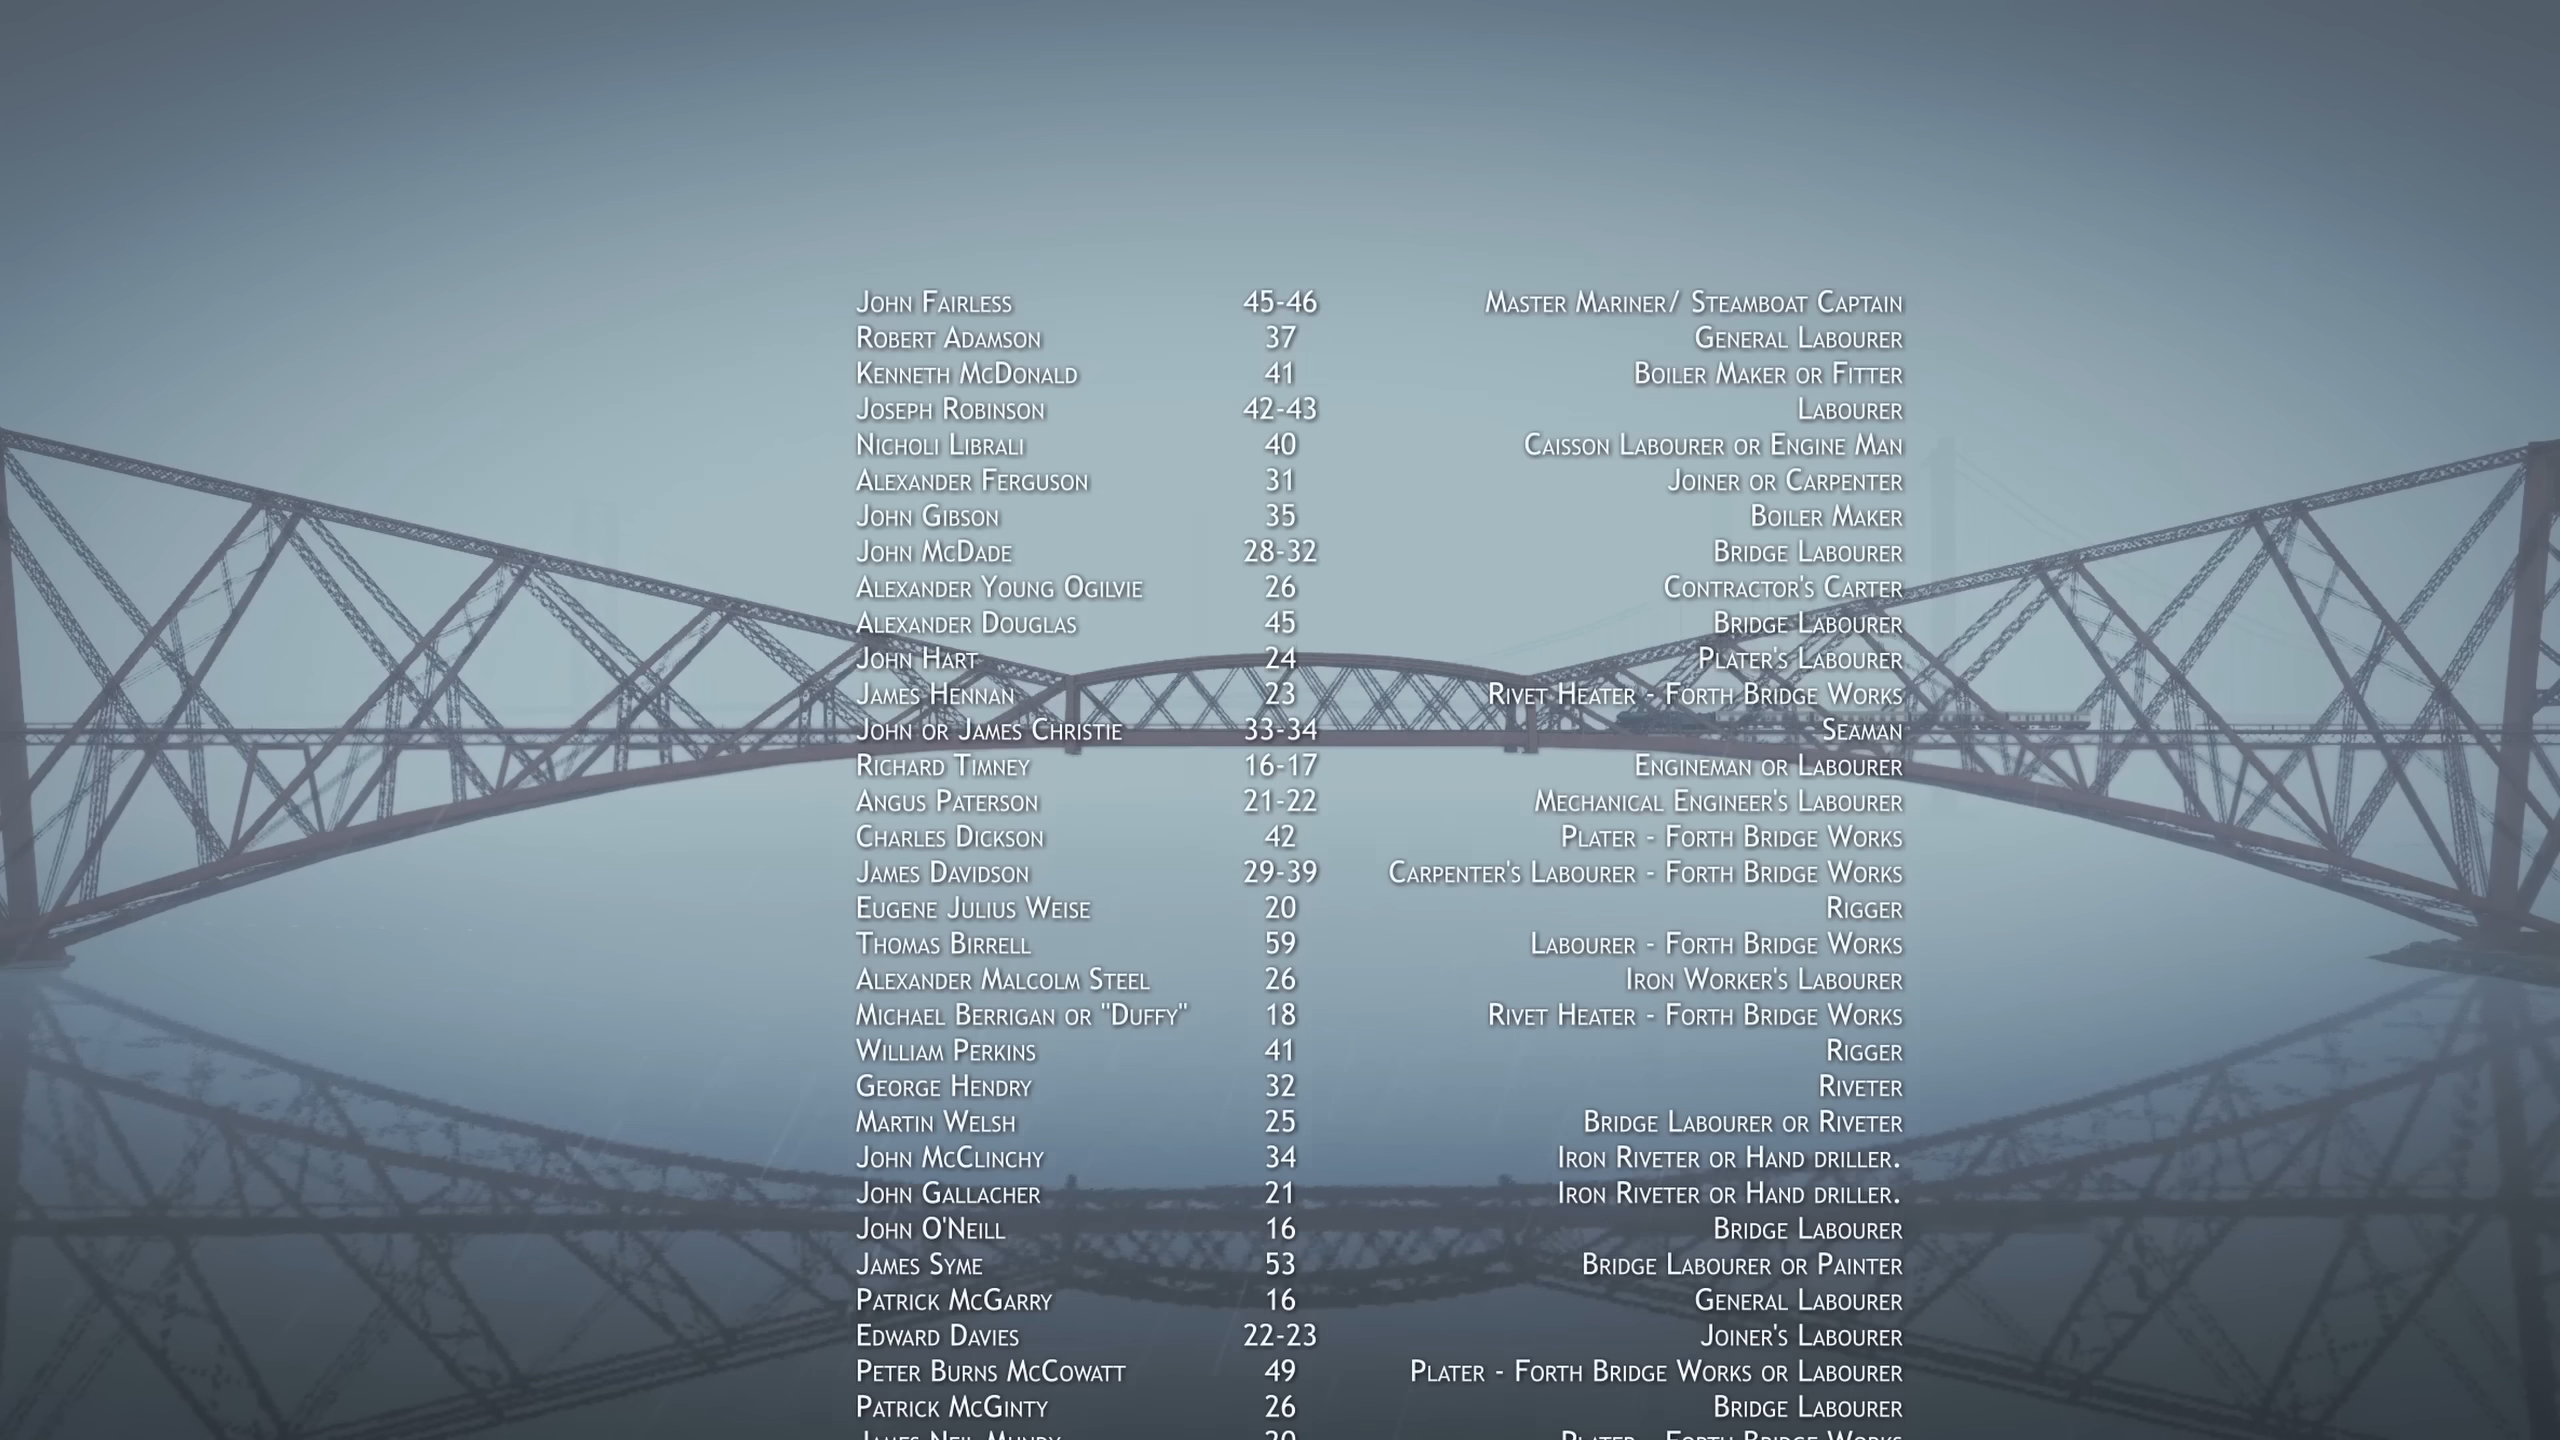 John Fairless 45-46 Master Mariner/ Steamboat Captain
Robert Adamson 37 General Labourer
Kenneth McDonald 41 Boiler Maker or Fitter
Joseph Robinson 42-43 Labourer
Nicholi Librali 40 Caisson Labourer or Engine Man
Alexander Ferguson 31 Joiner or Carpenter
John Gibson 35 Boiler Maker
John McDade 28-32 Bridge Labourer
Alexander Young Ogilvie 26 Contractor's Carter
Alexander Douglas 45 Bridge Labourer
John Hart 24 Plater's Labourer
James Hennan 23 Rivet Heater - Forth Bridge Works
John or James Christie 33-34 Seaman
Richard Timney 16-17 Engineman or Labourer
Angus Paterson 21-22 Mechanical Engineer's Labourer
Charles Dickson 42 Plater - Forth Bridge Works
James Davidson 29-39 Carpenter's Labourer - Forth Bridge Works
Eugene Julius Weise 20 Rigger
Thomas Birrell 59 Labourer - Forth Bridge Works
Alexander Malcolm Steel 26 Iron Worker's Labourer
Michael Berrigan or "Duffy" 18 Rivet Heater - Forth Bridge Works
William Perkins 41 Rigger
George Hendry 32 Riveter
Martin Welsh 25 Bridge Labourer or Riveter
John McClinchy 34 Iron Riveter or Hand driller.
John Gallacher 21 Iron Riveter or Hand driller.
John O'Neill 16 Bridge Labourer
James Syme 53 Bridge Labourer or Painter
Patrick McGarry 16 General Labourer
Edward Davies 22-23 Joiner's Labourer
Peter Burns McCowatt 49 Plater - Forth Bridge Works or Labourer
Patrick McGinty 26 Bridge Labourer
James Neil Mundy Plater - Forth Bridge Works